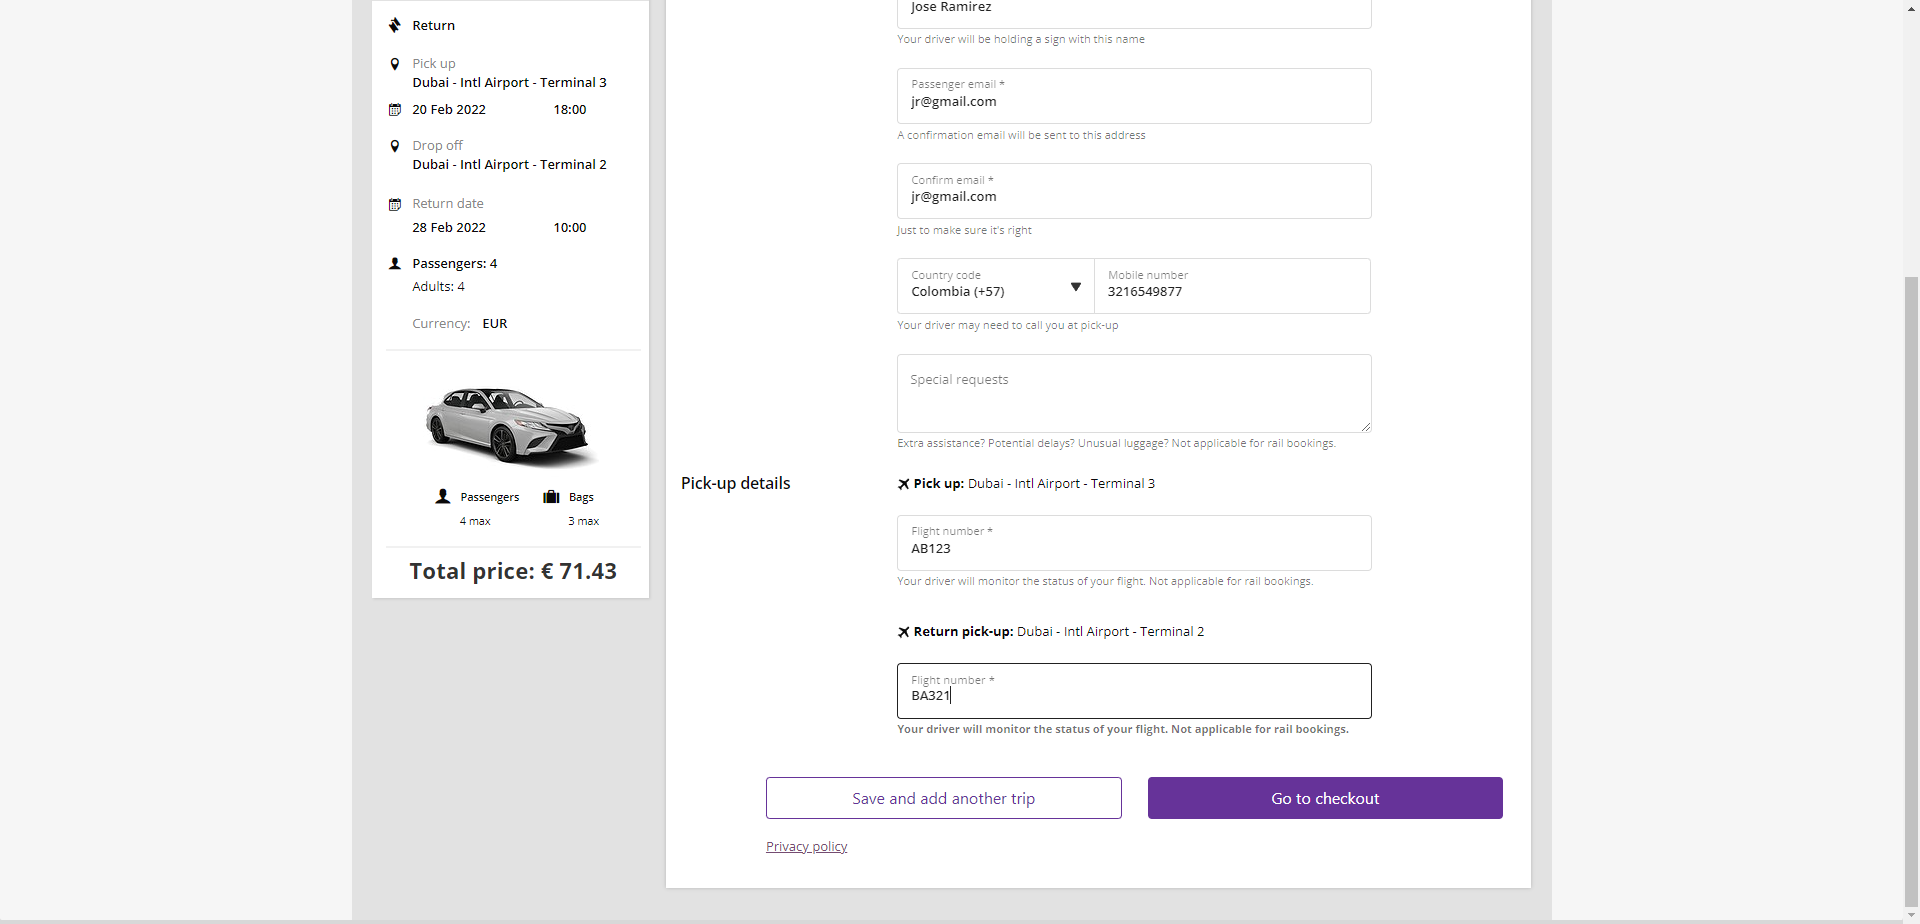 Return
Pick up
Dubai - Intl Airport - Terminal 3
20 Feb 2022 18:00
Drop off
Dubai - Intl Airport - Terminal 2
Return date
28 Feb 2022 10:00
Passengers: 4
Adults: 4
Currency: EUR
Passengers Bags
4 max 3 max
Total price: € 71.43
Jose Ramirez
Your driver will be holding a sign with this name
Passenger email *
jr@gmail.com
A confirmation email will be sent to this address
Confirm email *
jr@gmail.com
Just to make sure it's right
Country code Mobile number
Colombia (+57) 3216549877
Your driver may need to call you at pick-up
Special requests
Extra assistance? Potential delays? Unusual luggage? Not applicable for rail bookings.
Pick-up details
Pick up: Dubai - Intl Airport - Terminal 3
Flight number *
AB123
Your driver will monitor the status of your flight. Not applicable for rail bookings.
Return pick-up: Dubai - Intl Airport - Terminal 2
Flight number *
BA321
Your driver will monitor the status of your flight. Not applicable for rail bookings.
Save and add another trip Go to checkout
Privacy policy